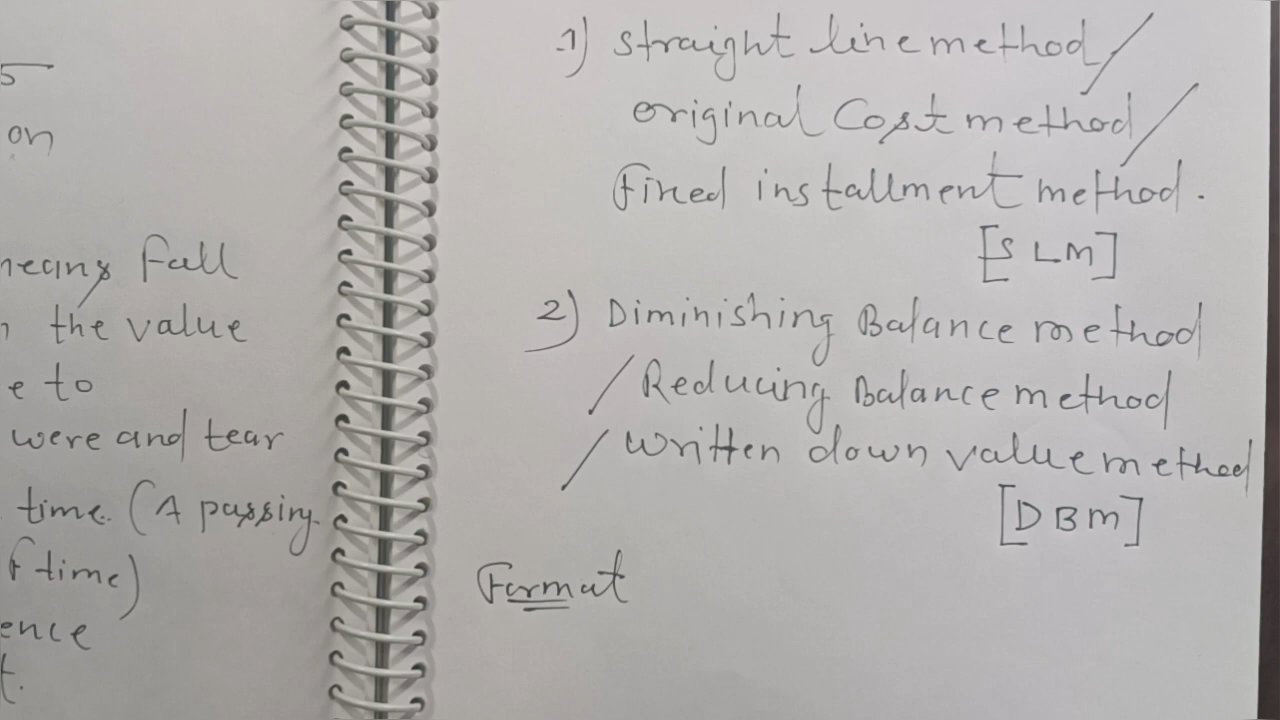 on
means fall
the value
e to
were and tear
time. (A passing
f time)
ence
t.
1) Straight line method /
original Cost method /
fixed installment method.
[SLM]
2) Diminishing Balance method
/ Reducing Balance method
/ written down value method
[DBM]
Format